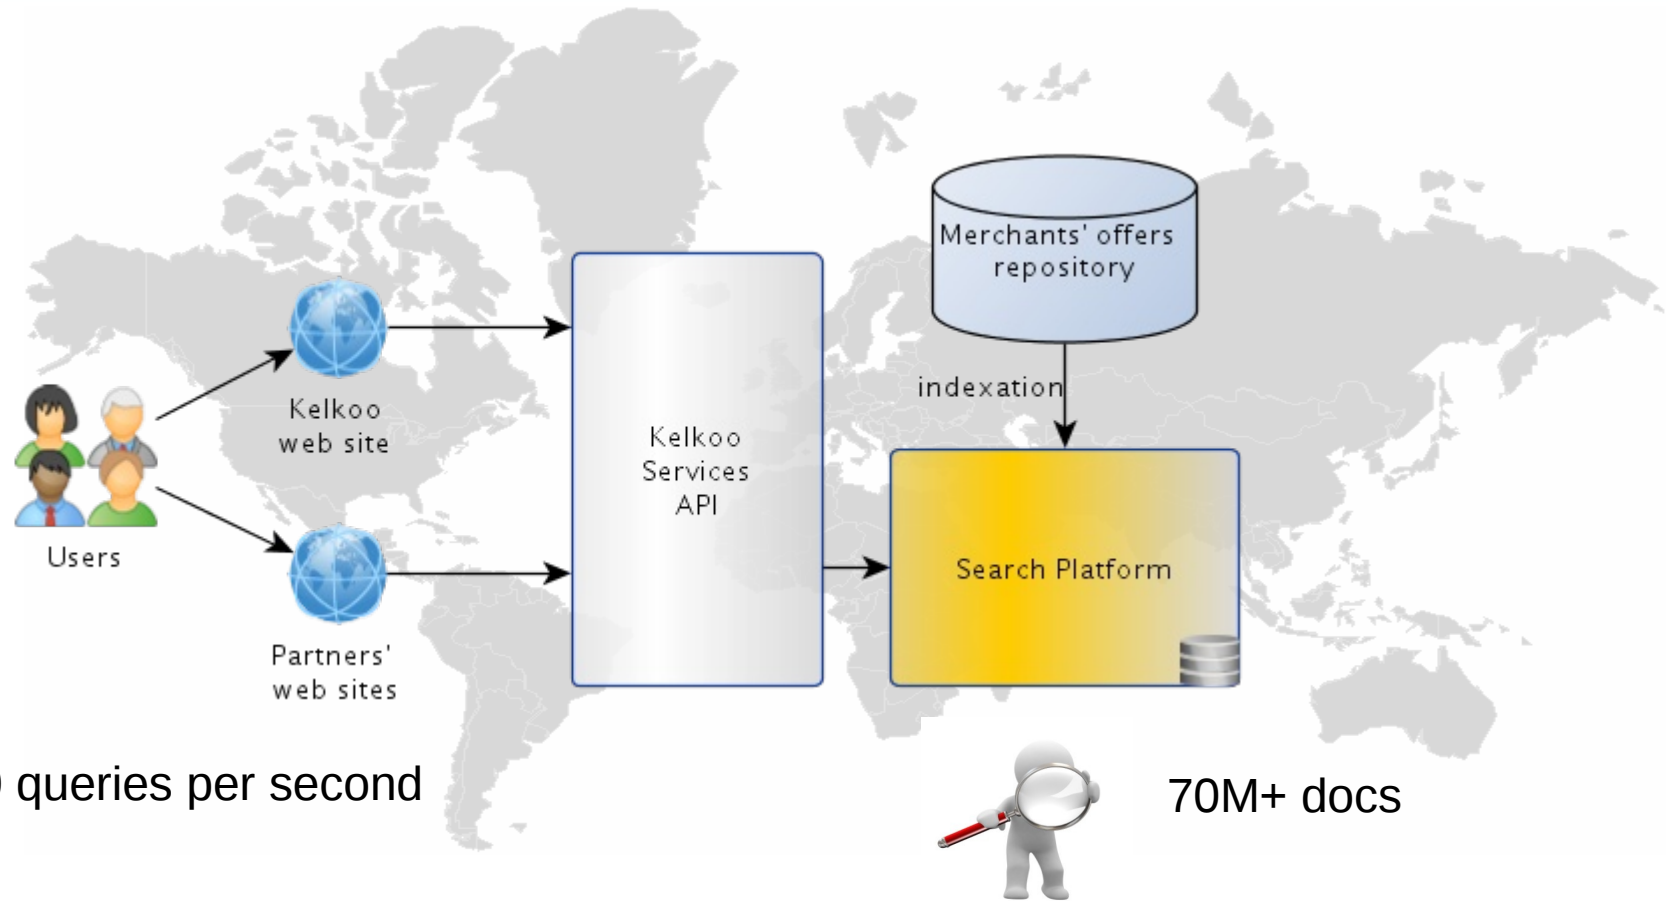 Merchants' offers
repository
indexation
Kelkoo
web site
Kelkoo
Services
API
Users
Search Platform
Partners'
web sites
queries per second
70M+ docs